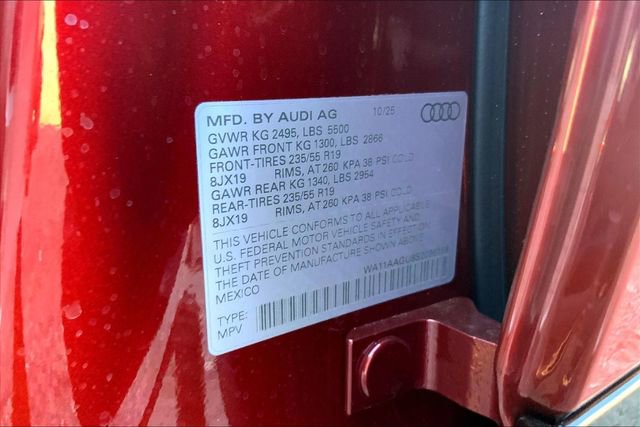 MFD. BY AUDI AG 10/25
GVWR KG 2495, LBS 5500
GAWR FRONT KG 1300, LBS 2866
FRONT-TIRES 235/55 R19
8JX19 RIMS, AT 260 KPA 38 PSI COLD
GAWR REAR KG 1340, LBS 2954
REAR-TIRES 235/55 R19
8JX19 RIMS, AT 260 KPA 38 PSI COLD
THIS VEHICLE CONFORMS TO ALL APPLICABLE
U.S. FEDERAL MOTOR VEHICLE SAFETY AND
THEFT PREVENTION STANDARDS IN EFFECT ON
THE DATE OF MANUFACTURE SHOWN ABOVE.
MEXICO
TYPE:
MPV